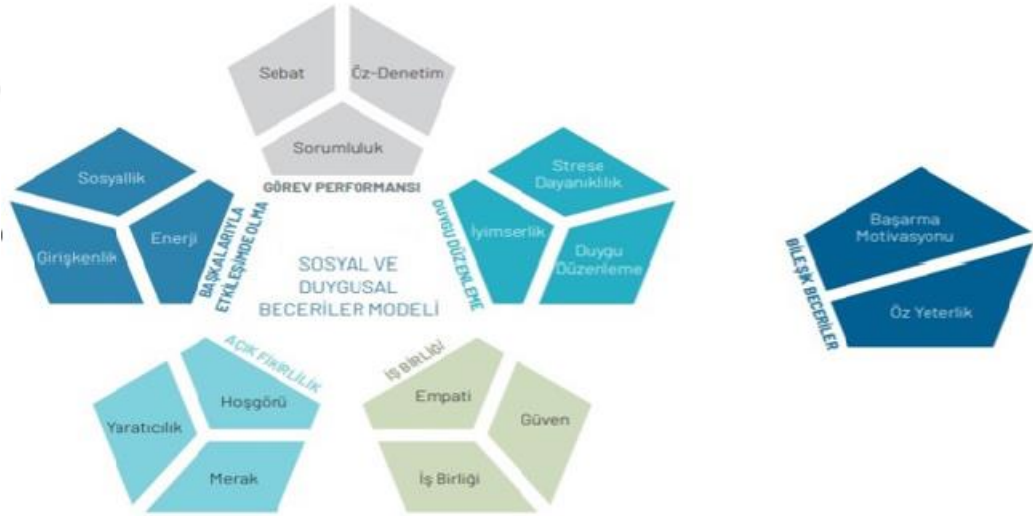 Sebat
Öz-Denetim
Sorumluluk
GÖREV PERFORMANSI
Sosyallik
Girişkenlik
Enerji
BAŞKALARIYLA
ETKİLEŞİMDE OLMA
Strese
Dayanıklılık
İyimserlik
Duygu
Düzenleme
DUYGU DÜZENLEME
SOSYAL VE
DUYGUSAL
BECERİLER MODELİ
AÇIK FİKİRLİLİK
Hoşgörü
Yaratıcılık
Merak
İŞ BİRLİĞİ
Empati
Güven
İş Birliği
Başarma
Motivasyonu
Öz Yeterlik
BİLEŞİK BECERİLER